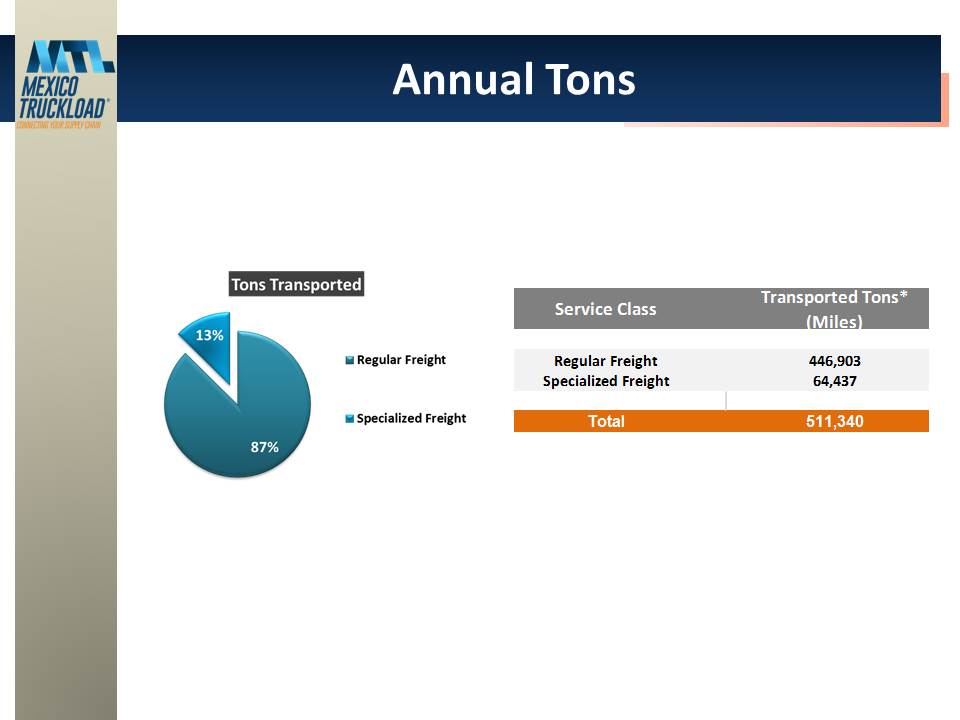 Annual Tons
MTL
MEXICO
TRUCKLOAD®
CONNECTING YOUR SUPPLY CHAIN
Tons Transported
13%
87%
Regular Freight
Specialized Freight
Service Class Transported Tons*
(Miles)
Regular Freight 446,903
Specialized Freight 64,437
Total 511,340